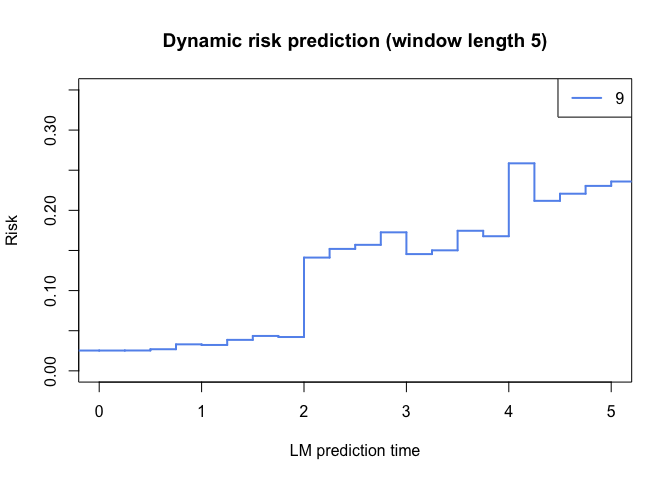 Dynamic risk prediction (window length 5)
9
Risk
0.30
0.20
0.10
0.00
0 1 2 3 4 5
LM prediction time